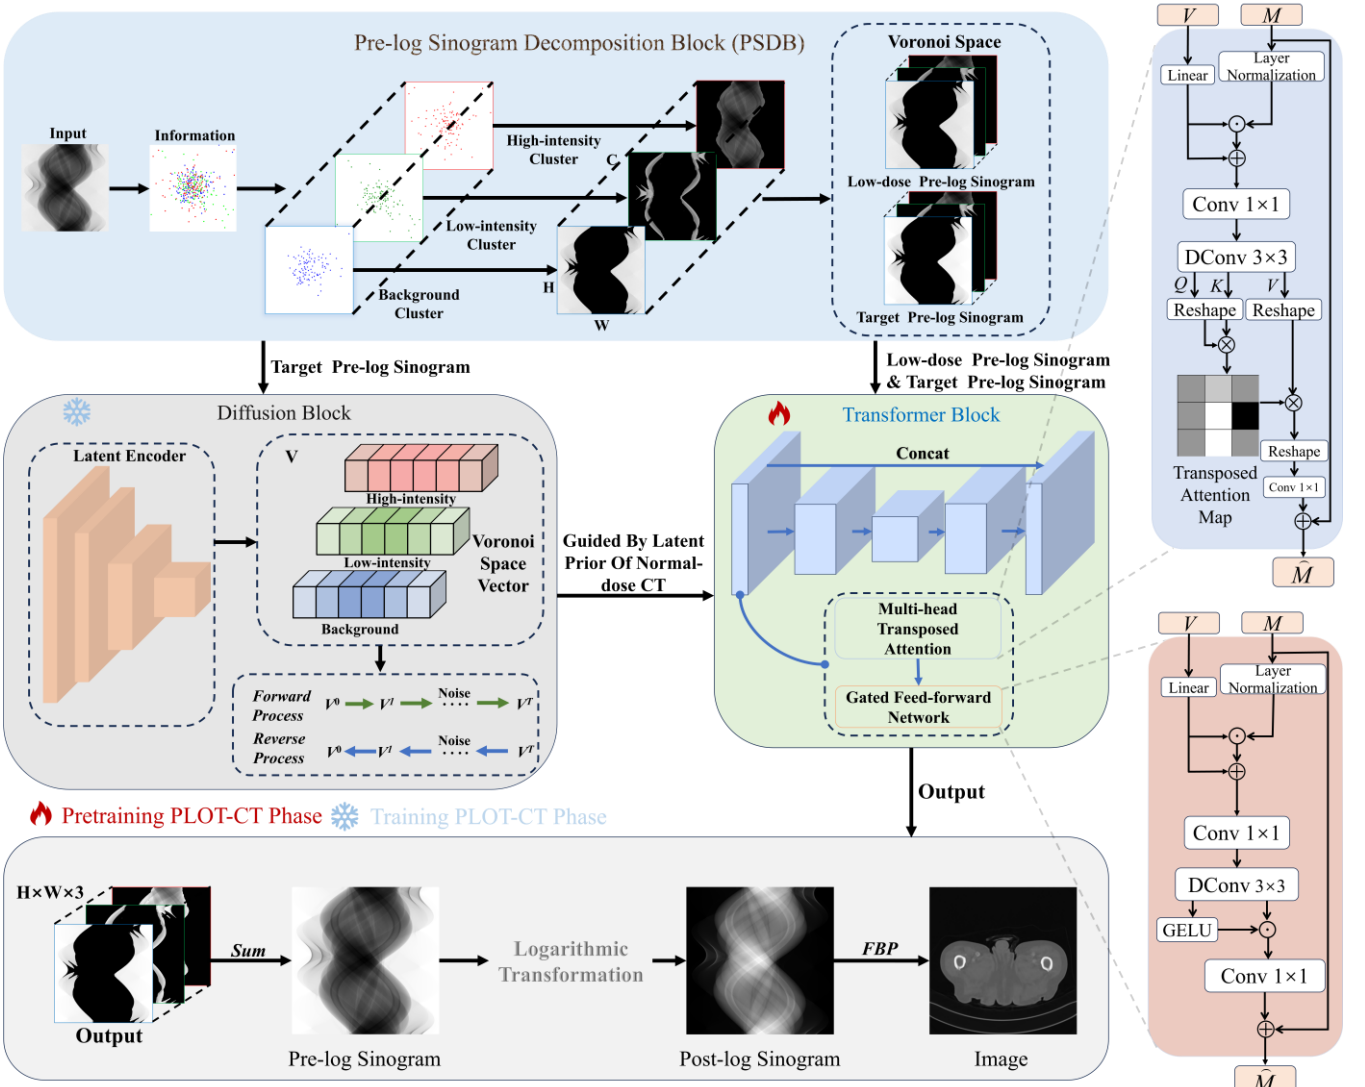 Pre-log Sinogram Decomposition Block (PSDB)
Input
Information
High-intensity
Cluster
Low-intensity
Cluster
Background
Cluster
C
H
W
Voronoi Space
Low-dose Pre-log Sinogram
Target Pre-log Sinogram
Target Pre-log Sinogram
Low-dose Pre-log Sinogram
& Target Pre-log Sinogram
Diffusion Block
Latent Encoder
V
High-intensity
Low-intensity
Background
Voronoi
Space
Vector
Forward
Process
V⁰
V¹
Noise
....
Vᵀ
Reverse
Process
V⁰
V¹
Noise
....
Vᵀ
Guided By Latent
Prior Of Normal-
dose CT
Transformer Block
Concat
Multi-head
Transposed
Attention
Gated Feed-forward
Network
Output
Pretraining PLOT-CT Phase
Training PLOT-CT Phase
H×W×3
Output
Sum
Pre-log Sinogram
Logarithmic
Transformation
Post-log Sinogram
FBP
Image
V
M
Linear
Layer
Normalization
Conv 1×1
DConv 3×3
Q
K
V
Reshape
Reshape
Transposed
Attention
Map
Reshape
Conv 1×1
M̂
V
M
Linear
Layer
Normalization
Conv 1×1
DConv 3×3
GELU
Conv 1×1
M̂